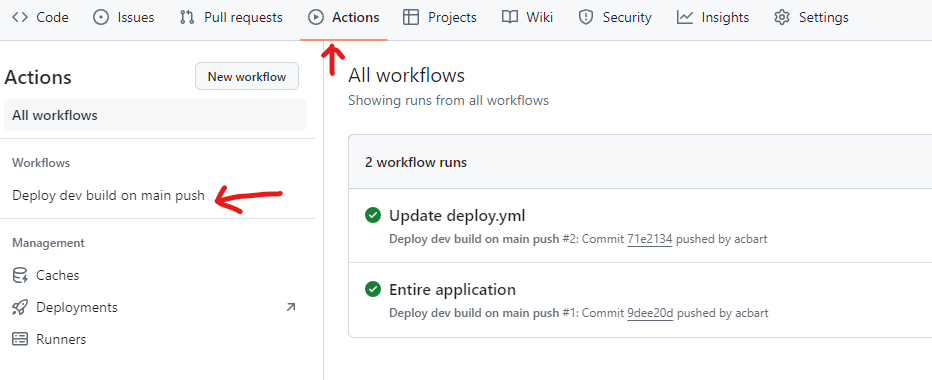 Code Issues Pull requests Actions Projects Wiki Security Insights Settings
Actions
New workflow
All workflows
Workflows
Deploy dev build on main push
Management
Caches
Deployments
Runners
All workflows
Showing runs from all workflows
2 workflow runs
Update deploy.yml
Deploy dev build on main push #2: Commit 71e2134 pushed by acbart
Entire application
Deploy dev build on main push #1: Commit 9dee20d pushed by acbart